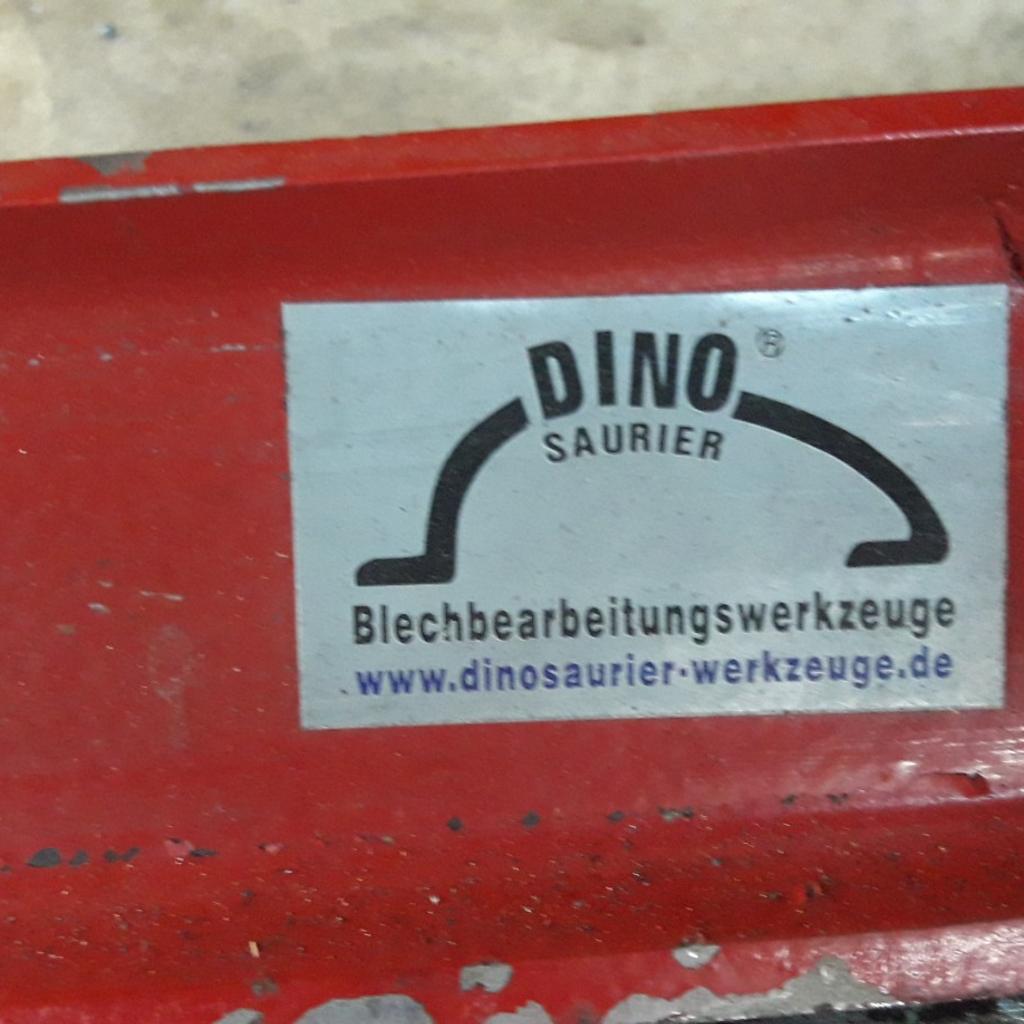 DINO®
SAURIER
Blechbearbeitungswerkzeuge
www.dinosaurier-werkzeuge.de